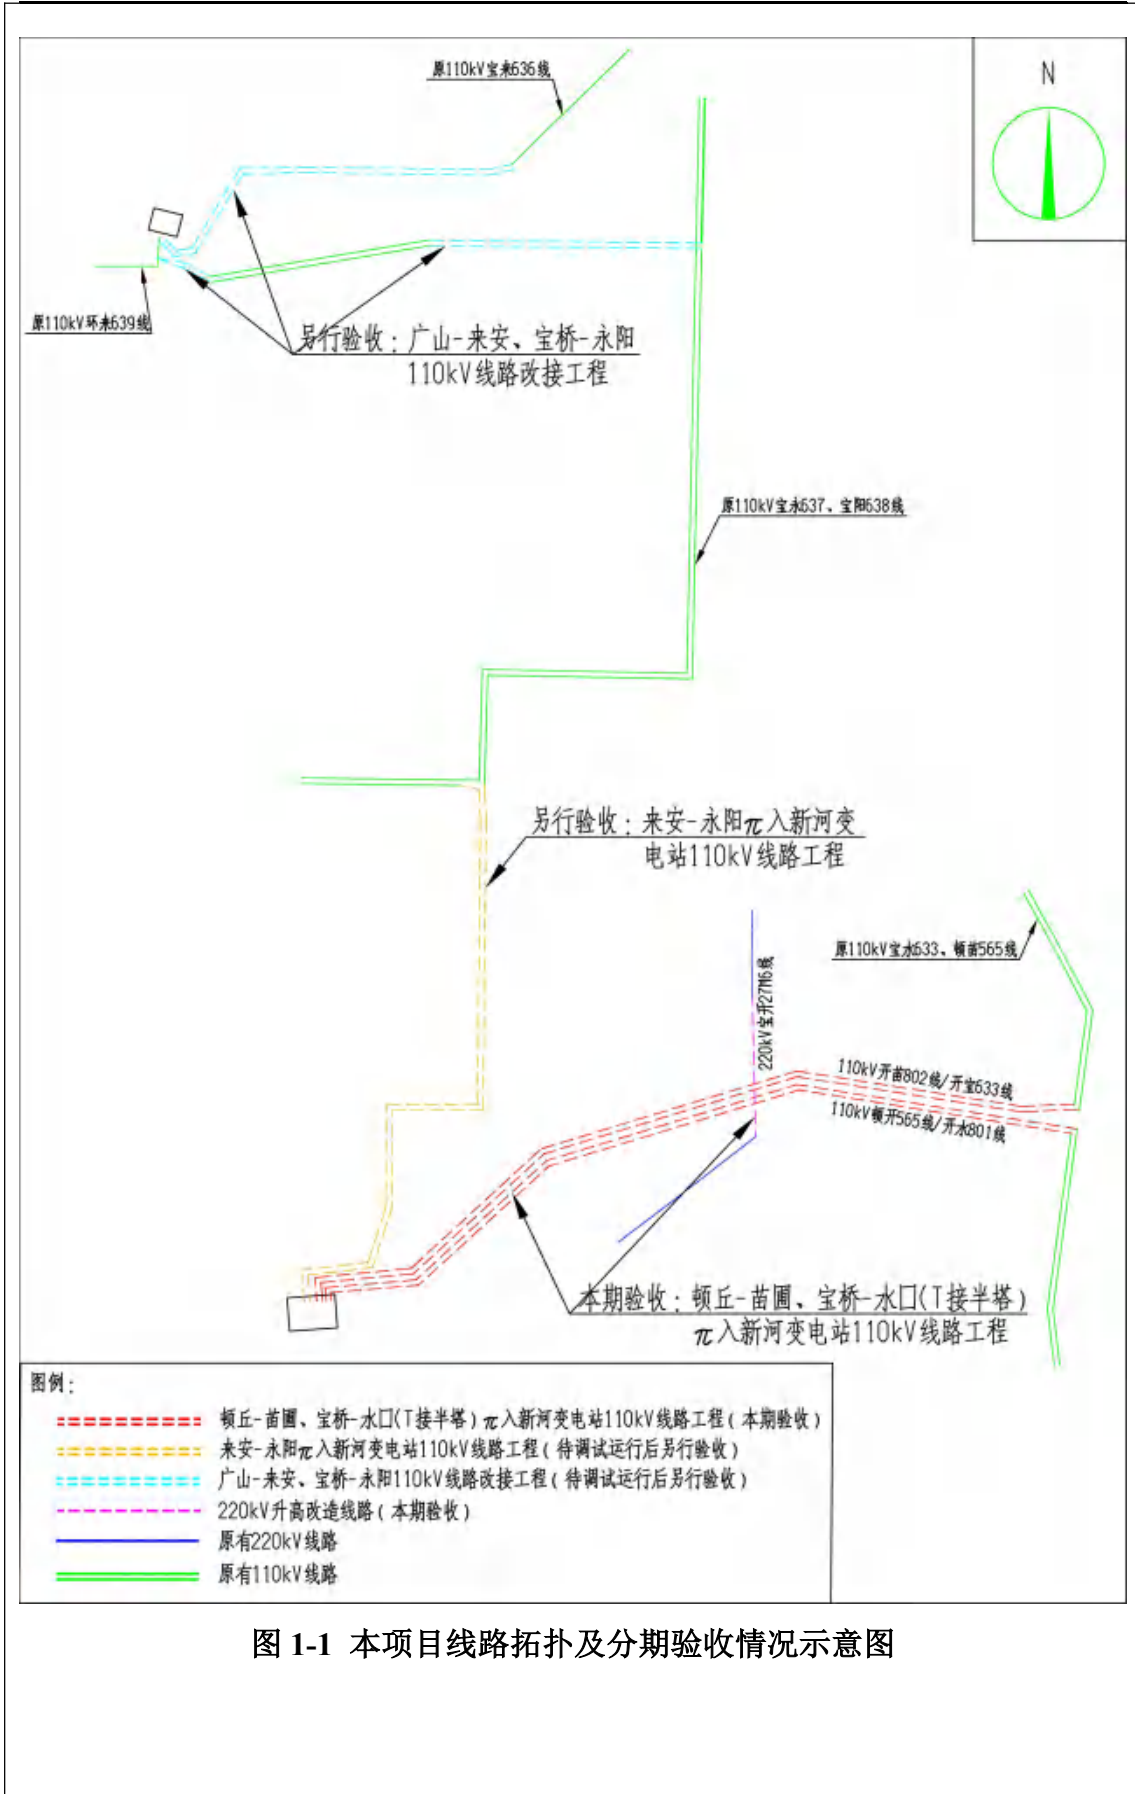 原110kV宝来636线
N
原110kV环来639线
另行验收：广山-来安、宝桥-永阳
110kV线路改接工程
原110kV宝永637、宝阳638线
另行验收：来安-永阳π入新河变
电站110kV线路工程
原110kV宝水633、顿苗565线
220kV宝开27M6线
110kV开苗802线/开宝633线
110kV顿开565线/开水801线
本期验收：顿丘-苗圃、宝桥-水口(T接半塔)
π入新河变电站110kV线路工程
图例：
顿丘-苗圃、宝桥-水口(T接半塔)π入新河变电站110kV线路工程(本期验收)
来安-永阳π入新河变电站110kV线路工程(待调试运行后另行验收)
广山-来安、宝桥-永阳110kV线路改接工程(待调试运行后另行验收)
220kV升高改造线路(本期验收)
原有220kV线路
原有110kV线路
图 1-1 本项目线路拓扑及分期验收情况示意图